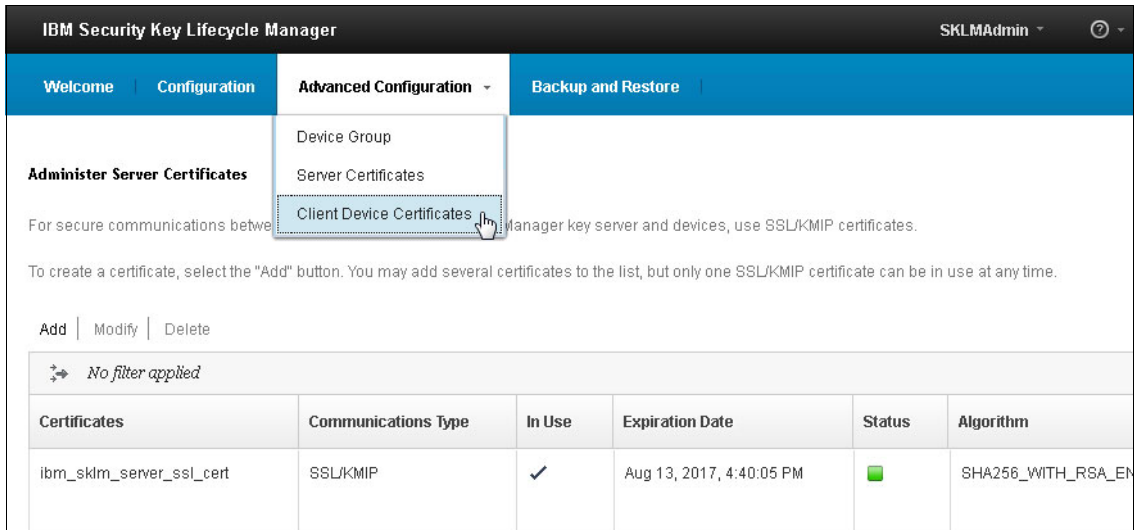 IBM Security Key Lifecycle Manager SKLMAdmin ?
Welcome Configuration Advanced Configuration Backup and Restore
Device Group
Administer Server Certificates Server Certificates
Client Device Certificates
For secure communications betwe Manager key server and devices, use SSL/KMIP certificates.
To create a certificate, select the "Add" button. You may add several certificates to the list, but only one SSL/KMIP certificate can be in use at any time.
Add Modify Delete
No filter applied
Certificates Communications Type In Use Expiration Date Status Algorithm
ibm_sklm_server_ssl_cert SSL/KMIP Aug 13, 2017, 4:40:05 PM SHA256_WITH_RSA_EN